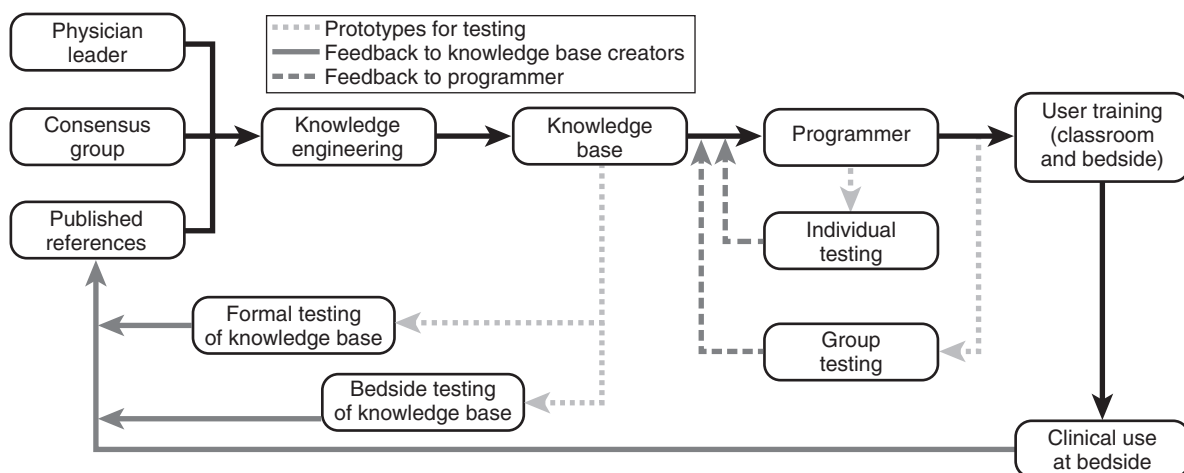 Physician
leader
Prototypes for testing
Feedback to knowledge base creators
Feedback to programmer
Consensus
group
Knowledge
engineering
Knowledge
base
Programmer
User training
(classroom
and bedside)
Published
references
Individual
testing
Formal testing
of knowledge base
Group
testing
Bedside testing
of knowledge base
Clinical use
at bedside